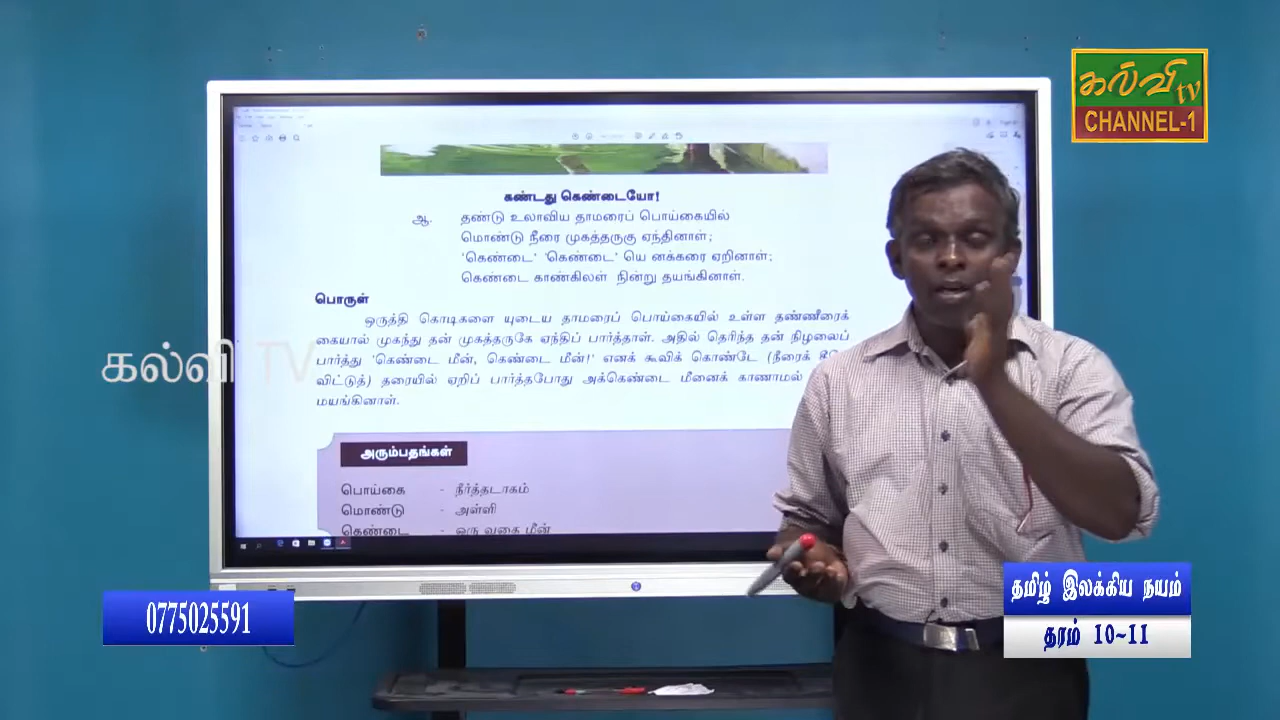 கல்வி tv
CHANNEL-1
கண்டது கெண்டையோ!
ஆ. தண்டு உலாவிய தாமரைப் பொய்கையில்
மொண்டு நீரை முகத்தருகு ஏந்தினாள்;
'கெண்டை' 'கெண்டை' யெ னக்கரை ஏறினாள்;
கெண்டை காண்கிலள் நின்று தயங்கினாள்.
பொருள்
ஒருத்தி கொடிகளை யுடைய தாமரைப் பொய்கையில் உள்ள தண்ணீரைக்
கையால் முகந்து தன் முகத்தருகே ஏந்திப் பார்த்தாள். அதில் தெரிந்த தன் நிழலைப்
பார்த்து 'கெண்டை மீன், கெண்டை மீன்!' எனக் கூவிக் கொண்டே (நீரைக்
விட்டுத்) தரையில் ஏறிப் பார்த்தபோது அக்கெண்டை மீனைக் காணாமல்
மயங்கினாள்.
கல்வி TV
அரும்பதங்கள்
பொய்கை - நீர்த்தடாகம்
மொண்டு - அள்ளி
கெண்டை - ஒரு வகை மீன்
0775025591
தமிழ் இலக்கிய நயம்
தரம் 10~11